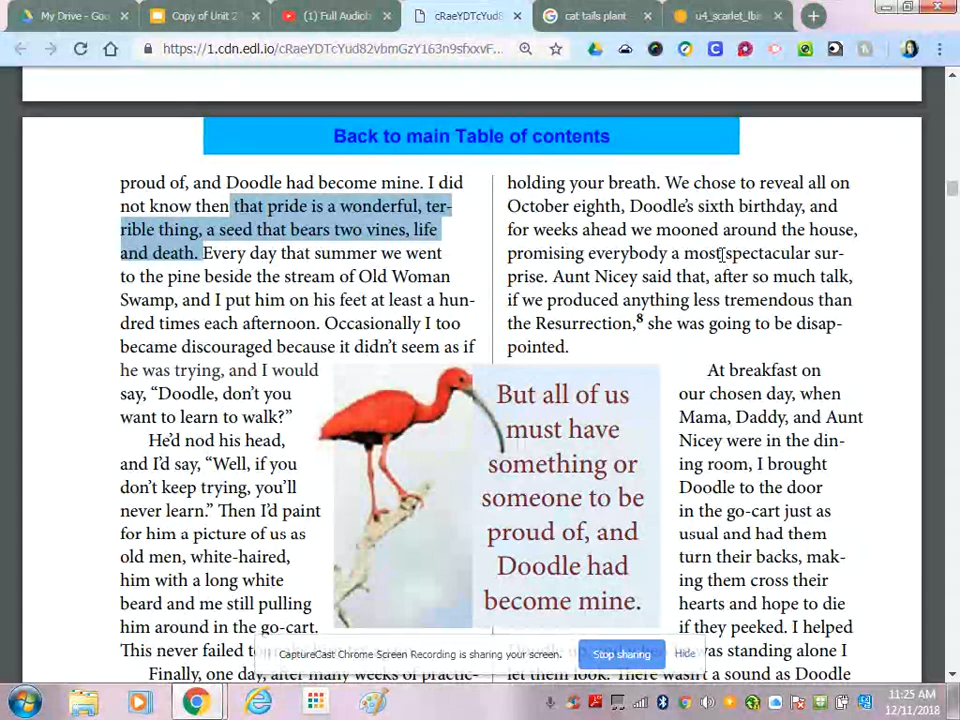 My Drive - Goo
Copy of Unit 2
(1) Full Audiob
cRaeYDTcYud8
cat tails plant
u4_scarlet_Ibi
https://1.cdn.edl.io/cRaeYDTcYud82vbmGzY163n9sfxxvF...
Back to main Table of contents
proud of, and Doodle had become mine. I did
not know then that pride is a wonderful, ter-
rible thing, a seed that bears two vines, life
and death. Every day that summer we went
to the pine beside the stream of Old Woman
Swamp, and I put him on his feet at least a hun-
dred times each afternoon. Occasionally I too
became discouraged because it didn't seem as if
he was trying, and I would
say, "Doodle, don't you
want to learn to walk?"
He'd nod his head,
and I'd say, "Well, if you
don't keep trying, you'll
never learn." Then I'd paint
for him a picture of us as
old men, white-haired,
him with a long white
beard and me still pulling
him around in the go-cart.
This never failed
Finally, one day, after many weeks of practic-
But all of us
must have
something or
someone to be
proud of, and
Doodle had
become mine.
holding your breath. We chose to reveal all on
October eighth, Doodle's sixth birthday, and
for weeks ahead we mooned around the house,
promising everybody a most spectacular sur-
prise. Aunt Nicey said that, after so much talk,
if we produced anything less tremendous than
the Resurrection,8 she was going to be disap-
pointed.
At breakfast on
our chosen day, when
Mama, Daddy, and Aunt
Nicey were in the din-
ing room, I brought
Doodle to the door
in the go-cart just as
usual and had them
turn their backs, mak-
ing them cross their
hearts and hope to die
if they peeked. I helped
was standing alone I
let them look. There wasn't a sound as Doodle
CaptureCast Chrome Screen Recording is sharing your screen.
Stop sharing
Hide
11:25 AM
12/11/2018